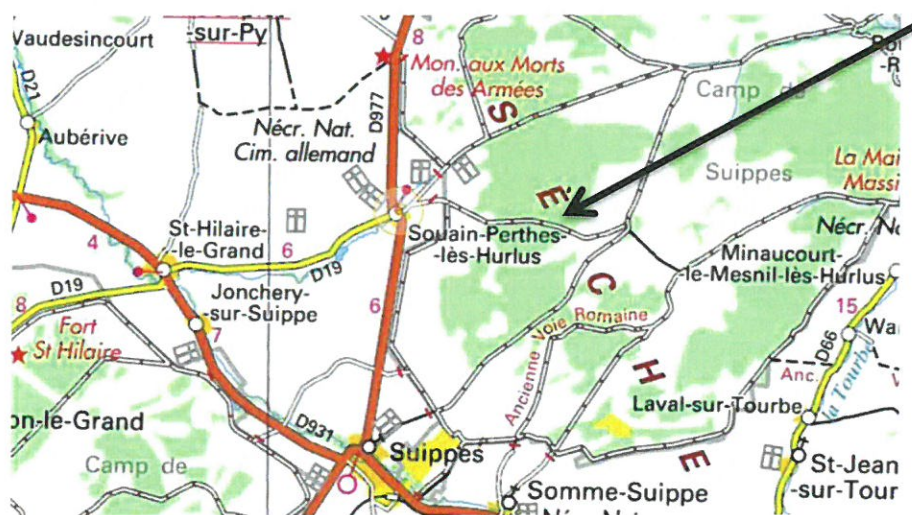 -sur-Py
8
Vaudesincourt
Mon. aux Morts
des Armées
Camp de
D21
D977
S
Nécr. Nat.
Cim. allemand
Aubérive
Suippes
La Mai
Massi
É
St-Hilaire-
le-Grand
4
6
D19
Souain-Perthes-
-lès-Hurlus
Nécr. Na
Minaucourt-
le-Mesnil-lès-Hurlus
D19
8
Jonchery-
-sur-Suippe
7
6
C
15
Wa
Fort
St Hilaire
Ancienne Voie Romaine
H
D66
Anc.
V
la Tourbe
on-le-Grand
D931
Laval-sur-Tourbe
E
Camp de
Suippes
St-Jean
-sur-Tour
Somme-Suippe